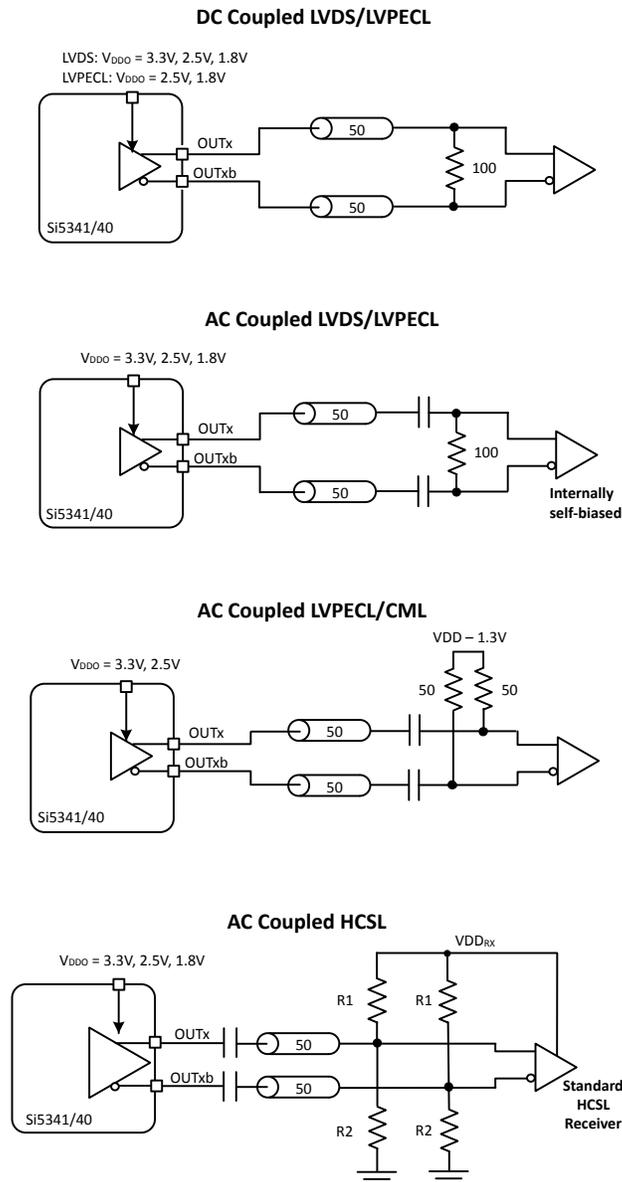 DC Coupled LVDS/LVPECL
LVDS: VDDO = 3.3V, 2.5V, 1.8V
LVPECL: VDDO = 2.5V, 1.8V
OUTx
50
100
OUTxb
50
Si5341/40
AC Coupled LVDS/LVPECL
VDDO = 3.3V, 2.5V, 1.8V
OUTx
50
100
OUTxb
50
Internally
self-biased
Si5341/40
AC Coupled LVPECL/CML
VDD – 1.3V
VDDO = 3.3V, 2.5V
50
50
OUTx
50
OUTxb
50
Si5341/40
AC Coupled HCSL
VDDRX
VDDO = 3.3V, 2.5V, 1.8V
R1
R1
OUTx
50
OUTxb
50
Standard
HCSL
Receiver
R2
R2
Si5341/40